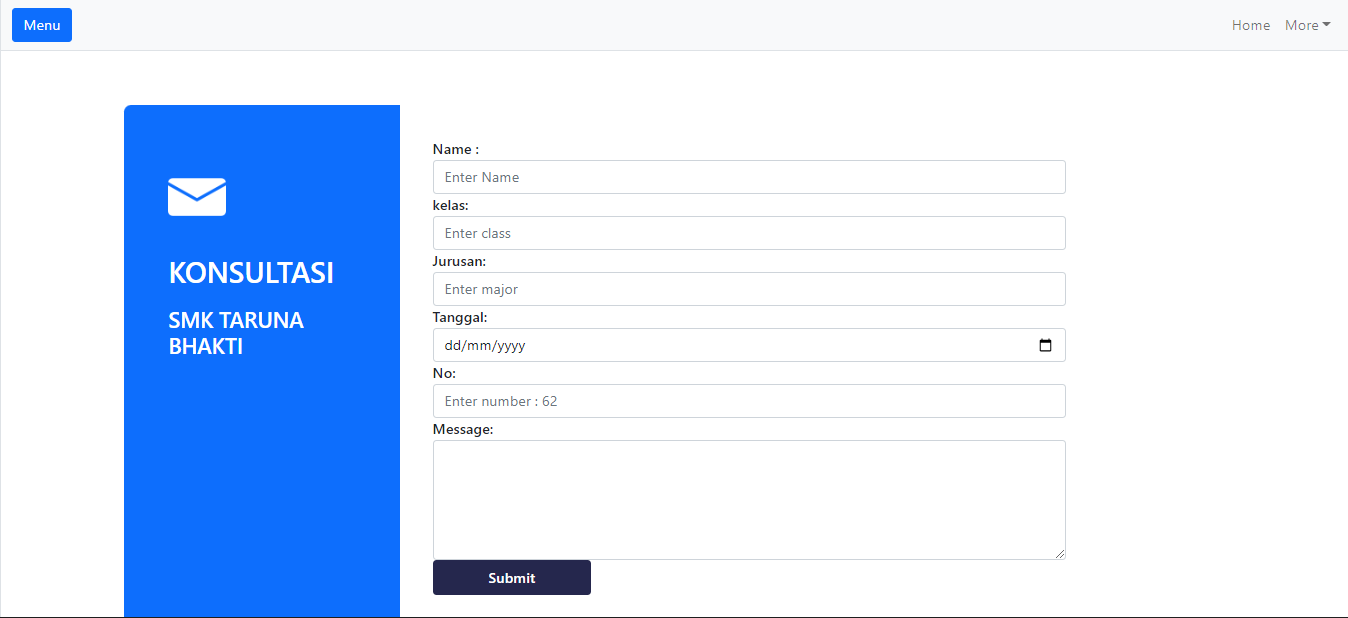 Menu
Home
More
KONSULTASI
SMK TARUNA
BHAKTI
Name :
Enter Name
kelas:
Enter class
Jurusan:
Enter major
Tanggal:
dd/mm/yyyy
No:
Enter number : 62
Message:
Submit